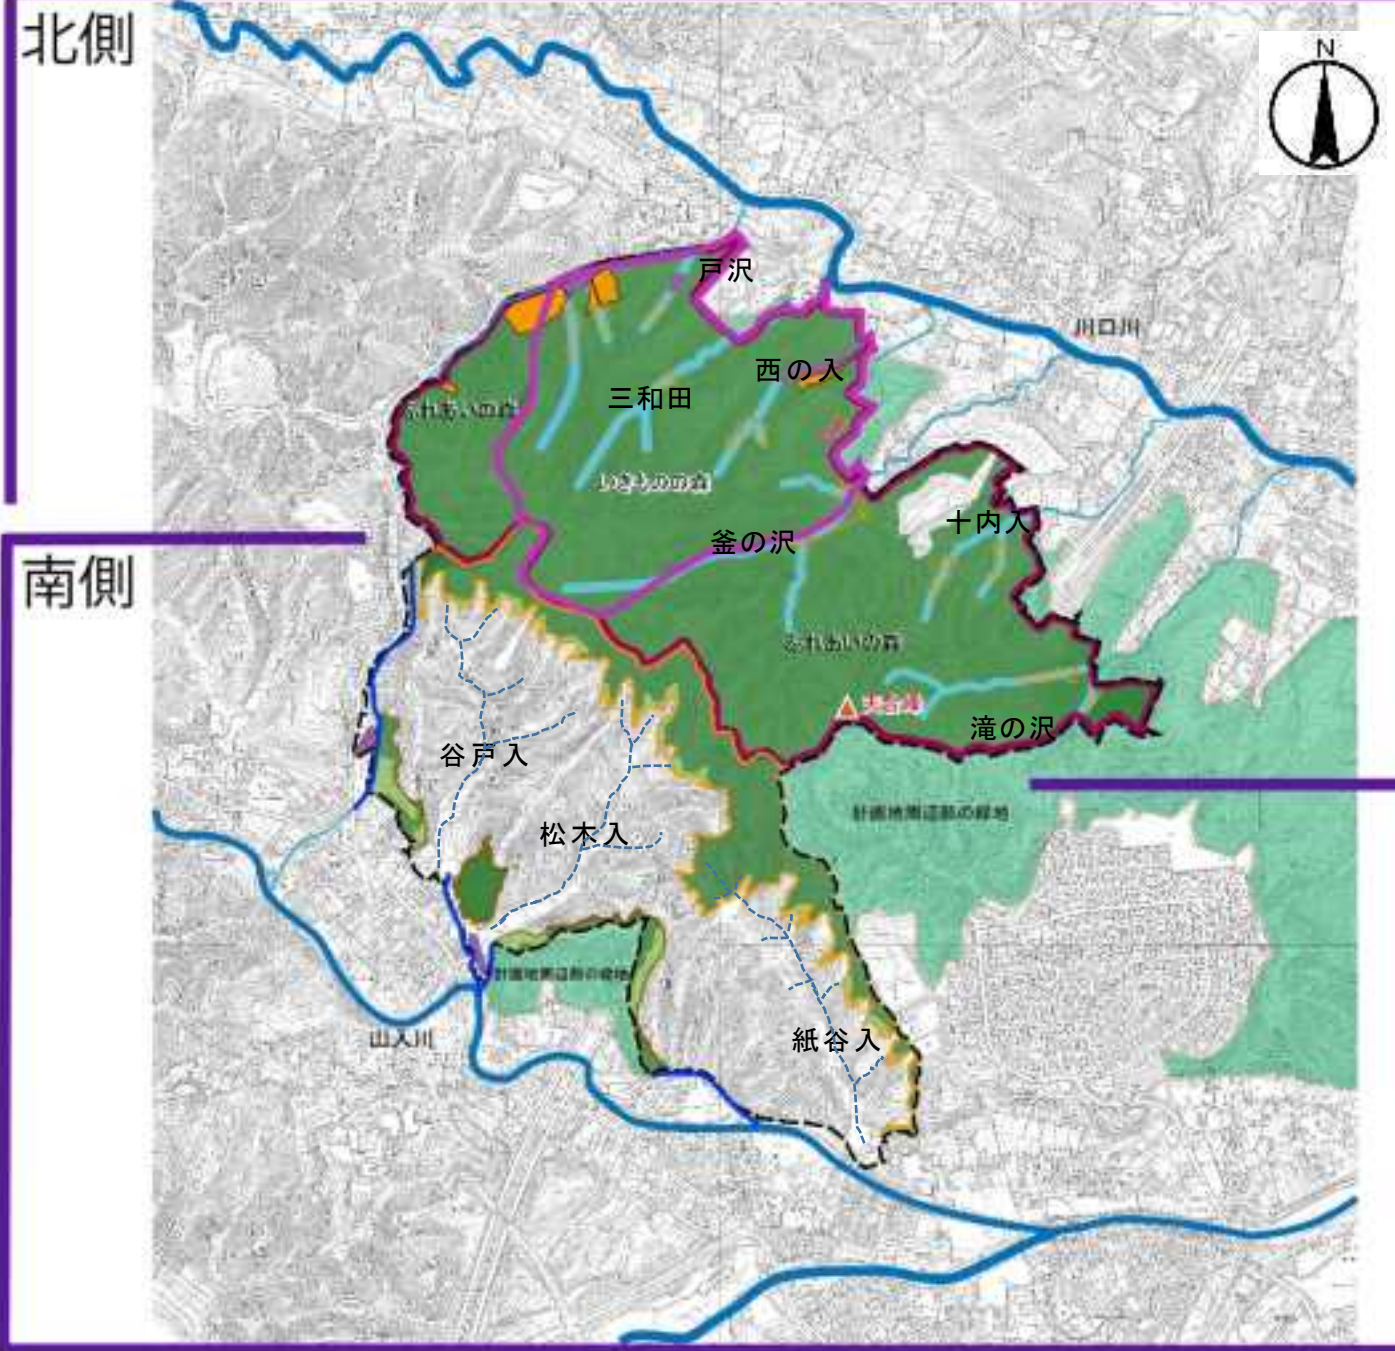 北側
N
戸沢
川口川
西の入
三和田
ふれあいの森
いきものの森
十内入
釜の沢
南側
ふれあいの森
天合峰
滝の沢
谷戸入
計画地周辺部の緑地
松木入
計画地周辺部の緑地
山入川
紙谷入